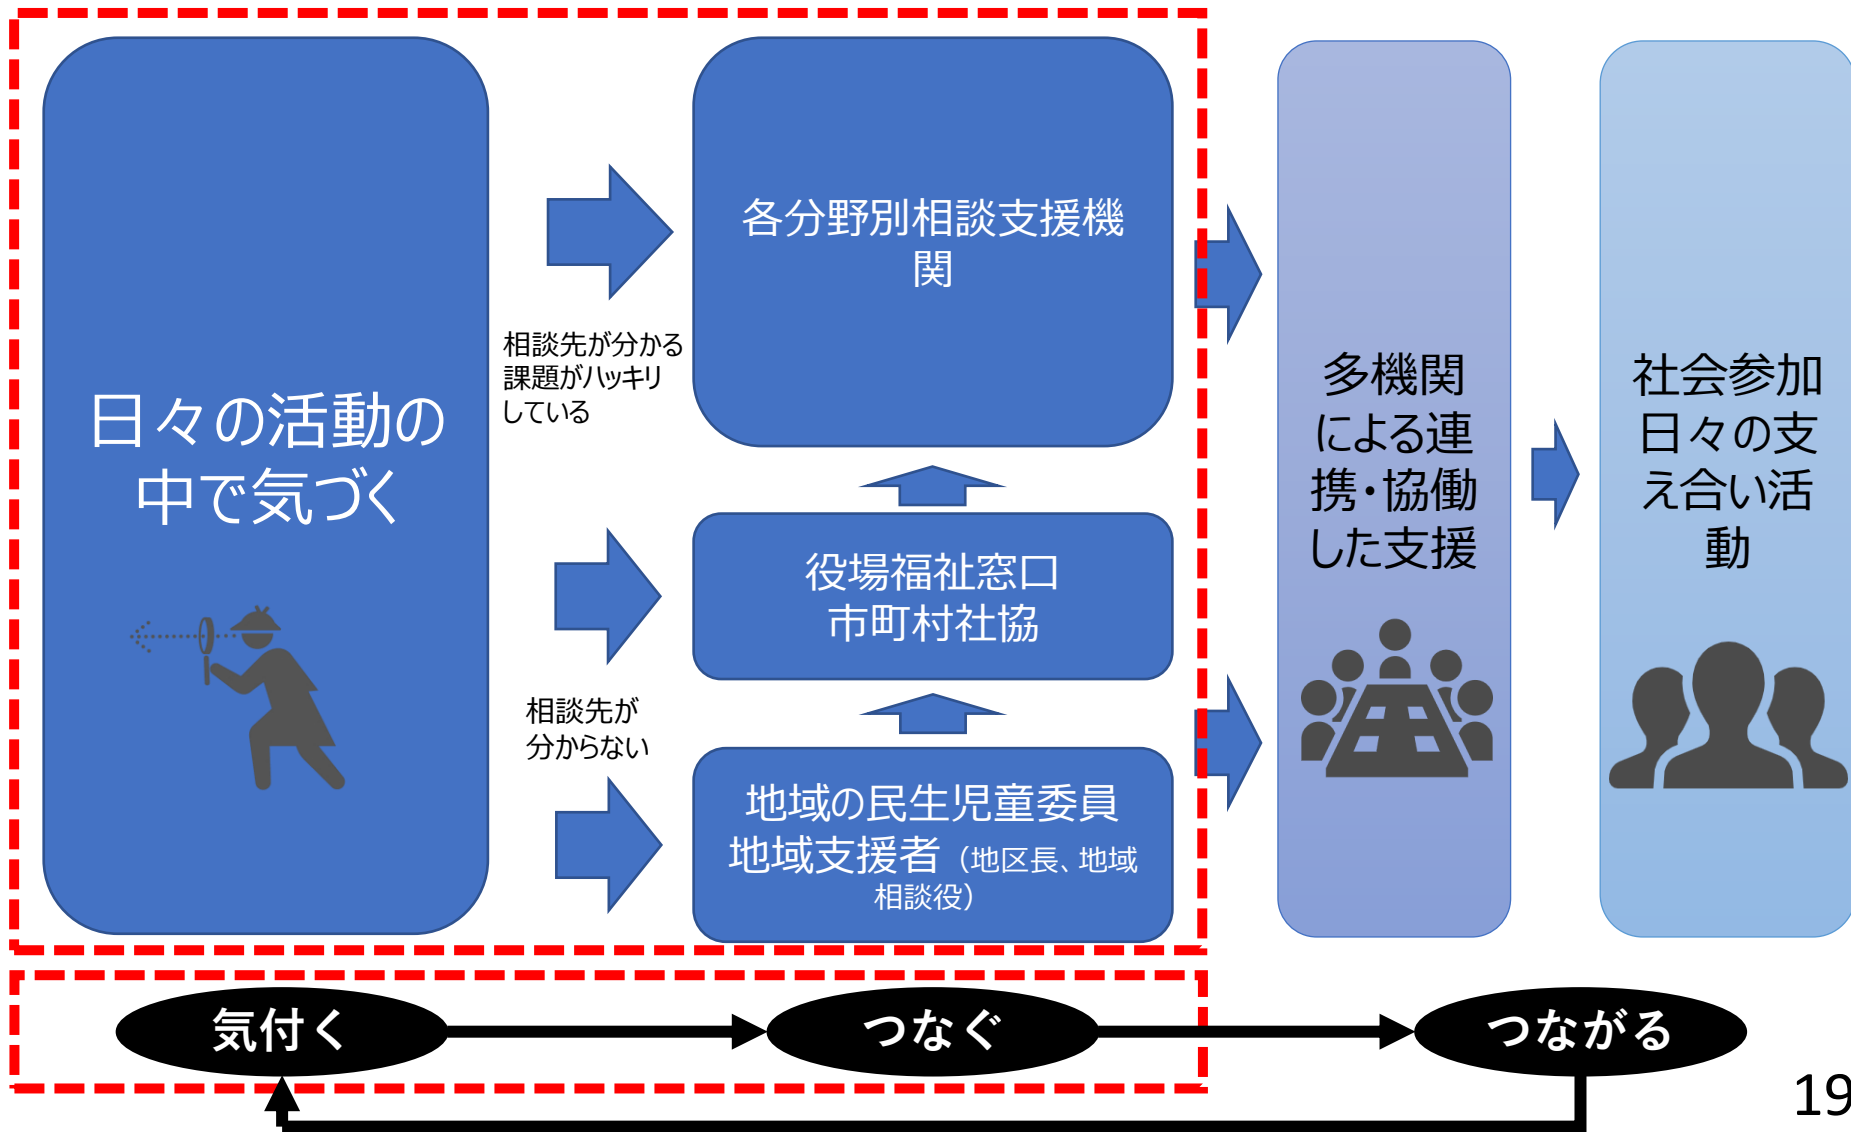 日々の活動の
中で気づく
相談先が分かる
課題がハッキリ
している
相談先が
分からない
各分野別相談支援機
関
役場福祉窓口
市町村社協
地域の民生児童委員
地域支援者（地区長、地域
相談役）
多機関
による連
携・協働
した支援
社会参加
日々の支
え合い活
動
気付く
つなぐ
つながる
19